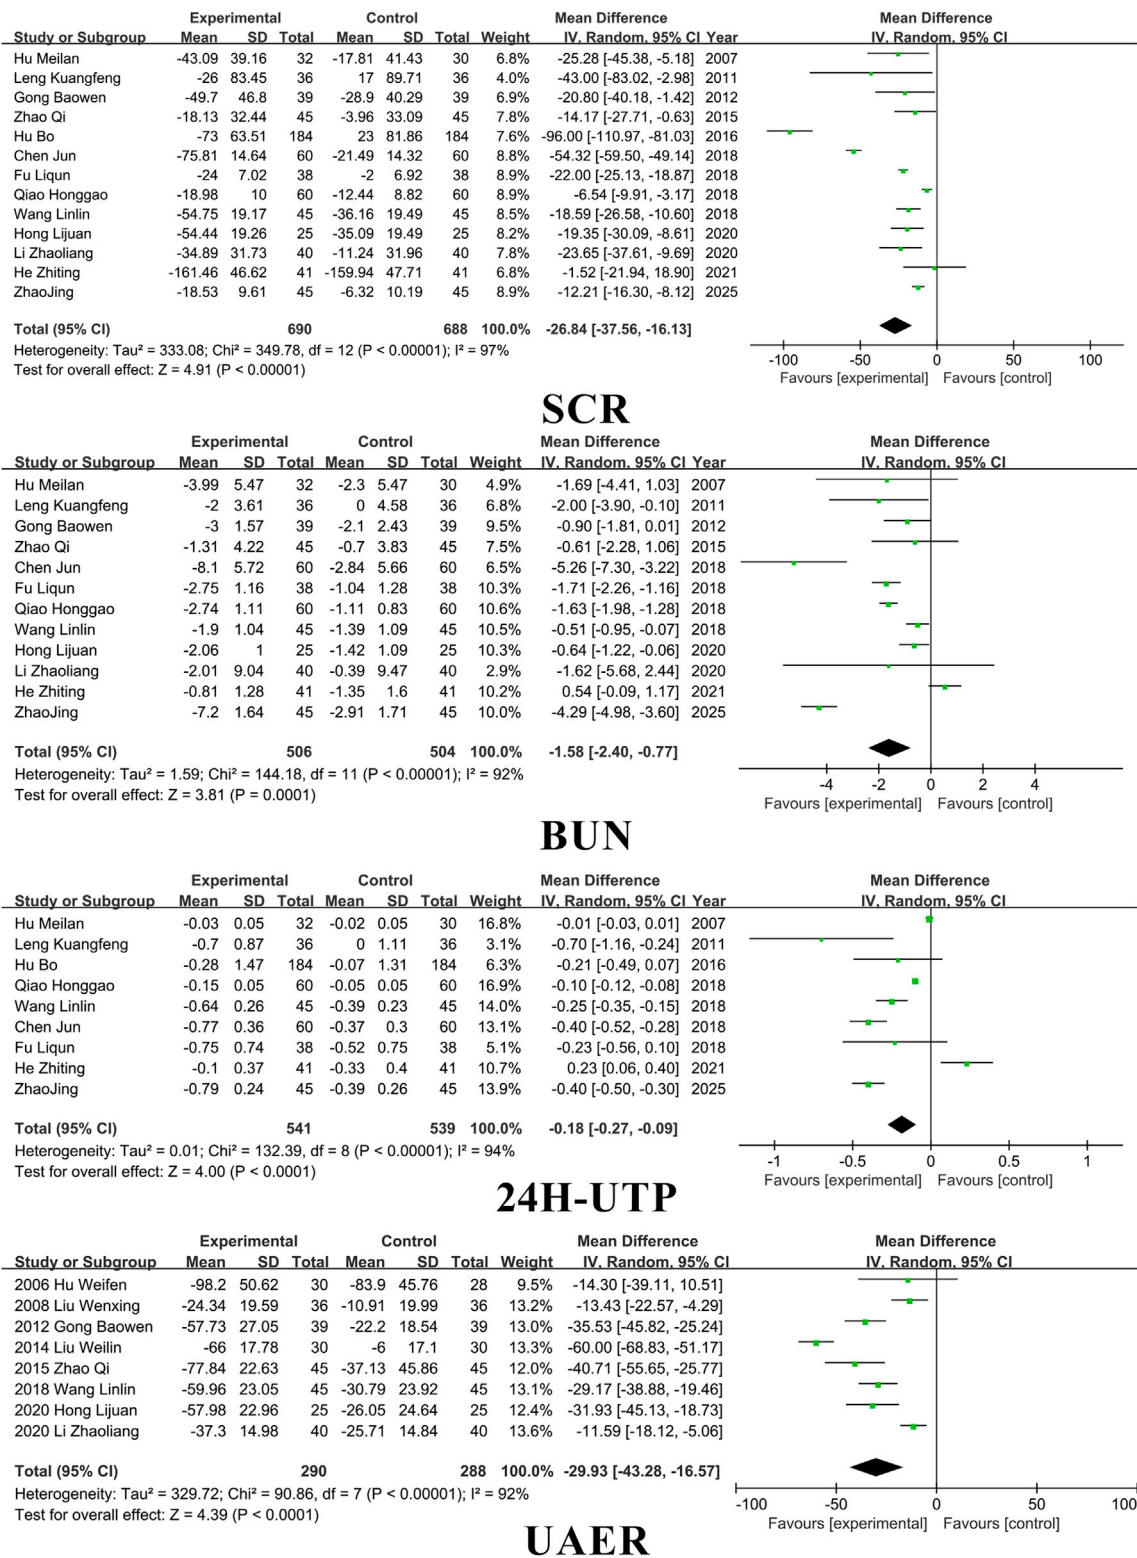 Experimental Control Mean Difference Mean Difference
Study or Subgroup Mean SD Total Mean SD Total Weight IV, Random, 95% CI Year IV, Random, 95% CI
Hu Meilan -43.09 39.16 32 -17.81 41.43 30 6.8% -25.28 [-45.38, -5.18] 2007
Leng Kuangfeng -26 83.45 36 17 89.71 36 4.0% -43.00 [-83.02, -2.98] 2011
Gong Baowen -49.7 46.8 39 -28.9 40.29 39 6.9% -20.80 [-40.18, -1.42] 2012
Zhao Qi -18.13 32.44 45 -3.96 33.09 45 7.8% -14.17 [-27.71, -0.63] 2015
Hu Bo -73 63.51 184 23 81.86 184 7.6% -96.00 [-110.97, -81.03] 2016
Chen Jun -75.81 14.64 60 -21.49 14.32 60 8.8% -54.32 [-59.50, -49.14] 2018
Fu Liqun -24 7.02 38 -2 6.92 38 8.9% -22.00 [-25.13, -18.87] 2018
Qiao Honggao -18.98 10 60 -12.44 8.82 60 8.9% -6.54 [-9.91, -3.17] 2018
Wang Linlin -54.75 19.17 45 -36.16 19.49 45 8.5% -18.59 [-26.58, -10.60] 2018
Hong Lijuan -54.44 19.26 25 -35.09 19.49 25 8.2% -19.35 [-30.09, -8.61] 2020
Li Zhaoliang -34.89 31.73 40 -11.24 31.96 40 7.7% -23.65 [-37.61, -9.69] 2020
He Zhiting -161.46 46.62 41 -159.94 47.71 41 6.8% -1.52 [-21.94, 18.90] 2021
ZhaoJing -18.53 9.61 45 -6.32 10.19 45 8.9% -12.21 [-16.30, -8.12] 2025
Total (95% CI) 690 688 100.0% -26.84 [-37.56, -16.13]
Heterogeneity: Tau² = 333.08; Chi² = 349.78, df = 12 (P < 0.00001); I² = 97%
Test for overall effect: Z = 4.91 (P < 0.00001)
-100 -50 0 50 100
Favours [experimental] Favours [control]
SCR
Experimental Control Mean Difference Mean Difference
Study or Subgroup Mean SD Total Mean SD Total Weight IV, Random, 95% CI Year IV, Random, 95% CI
Hu Meilan -3.99 5.47 32 -2.3 5.47 30 4.9% -1.69 [-4.41, 1.03] 2007
Leng Kuangfeng -2 3.61 36 0 4.58 36 6.8% -2.00 [-3.90, -0.10] 2011
Gong Baowen -3 1.57 39 -2.1 2.43 39 9.5% -0.90 [-1.81, 0.01] 2012
Zhao Qi -1.31 4.22 45 -0.7 3.83 45 7.5% -0.61 [-2.28, 1.06] 2015
Chen Jun -8.1 5.72 60 -2.84 5.66 60 6.4% -5.26 [-7.30, -3.22] 2018
Fu Liqun -2.75 1.16 38 -1.04 1.28 38 10.3% -1.71 [-2.26, -1.16] 2018
Qiao Honggao -2.74 1.11 60 -1.11 0.83 60 10.6% -1.63 [-1.98, -1.28] 2018
Wang Linlin -1.9 1.04 45 -1.39 1.09 45 10.5% -0.51 [-0.95, -0.07] 2018
Hong Lijuan -2.06 1 25 -1.42 1.09 25 10.3% -0.64 [-1.22, -0.06] 2020
Li Zhaoliang -2.01 9.04 40 -0.39 9.47 40 2.9% -1.62 [-5.68, 2.44] 2020
He Zhiting -0.81 1.28 41 -1.35 1.6 41 10.2% 0.54 [-0.09, 1.17] 2021
ZhaoJing -7.2 1.64 45 -2.91 1.71 45 10.0% -4.29 [-4.98, -3.60] 2025
Total (95% CI) 506 504 100.0% -1.58 [-2.40, -0.77]
Heterogeneity: Tau² = 1.59; Chi² = 144.18, df = 11 (P < 0.00001); I² = 92%
Test for overall effect: Z = 3.81 (P = 0.0001)
-4 -2 0 2 4
Favours [experimental] Favours [control]
BUN
Experimental Control Mean Difference Mean Difference
Study or Subgroup Mean SD Total Mean SD Total Weight IV, Random, 95% CI Year IV, Random, 95% CI
Hu Meilan -0.03 0.05 32 -0.02 0.05 30 16.8% -0.01 [-0.03, 0.01] 2007
Leng Kuangfeng -0.7 0.87 36 0 1.11 36 3.1% -0.70 [-1.16, -0.24] 2011
Hu Bo -0.28 1.47 184 -0.07 1.31 184 6.3% -0.21 [-0.49, 0.07] 2016
Qiao Honggao -0.15 0.05 60 -0.05 0.05 60 16.9% -0.10 [-0.12, -0.08] 2018
Wang Linlin -0.64 0.26 45 -0.39 0.23 45 14.0% -0.25 [-0.35, -0.15] 2018
Chen Jun -0.77 0.36 60 -0.37 0.3 60 13.1% -0.40 [-0.52, -0.28] 2018
Fu Liqun -0.75 0.74 38 -0.52 0.75 38 5.1% -0.23 [-0.56, 0.10] 2018
He Zhiting -0.1 0.37 41 -0.33 0.4 41 10.7% 0.23 [0.06, 0.40] 2021
ZhaoJing -0.79 0.24 45 -0.39 0.26 45 13.9% -0.40 [-0.50, -0.30] 2025
Total (95% CI) 541 539 100.0% -0.18 [-0.27, -0.09]
Heterogeneity: Tau² = 0.01; Chi² = 132.39, df = 8 (P < 0.00001); I² = 94%
Test for overall effect: Z = 4.00 (P < 0.0001)
-1 -0.5 0 0.5 1
Favours [experimental] Favours [control]
24H-UTP
Experimental Control Mean Difference Mean Difference
Study or Subgroup Mean SD Total Mean SD Total Weight IV, Random, 95% CI IV, Random, 95% CI
2006 Hu Weifen -98.2 50.62 30 -83.9 45.76 28 9.5% -14.30 [-39.11, 10.51]
2008 Liu Wenxing -24.34 19.59 36 -10.91 19.99 36 13.2% -13.43 [-22.57, -4.29]
2012 Gong Baowen -57.73 27.05 39 -22.2 18.54 39 13.0% -35.53 [-45.82, -25.24]
2014 Liu Weilin -66 17.78 30 -6 17.1 30 13.3% -60.00 [-68.83, -51.17]
2015 Zhao Qi -77.84 22.63 45 -37.13 45.86 45 12.0% -40.71 [-55.65, -25.77]
2018 Wang Linlin -59.96 23.05 45 -30.79 23.92 45 13.1% -29.17 [-38.88, -19.46]
2020 Hong Lijuan -57.98 22.96 25 -26.05 24.64 25 12.4% -31.93 [-45.13, -18.73]
2020 Li Zhaoliang -37.3 14.98 40 -25.71 14.84 40 13.6% -11.59 [-18.12, -5.06]
Total (95% CI) 290 288 100.0% -29.93 [-43.28, -16.57]
Heterogeneity: Tau² = 329.72; Chi² = 90.86, df = 7 (P < 0.00001); I² = 92%
Test for overall effect: Z = 4.39 (P < 0.0001)
-100 -50 0 50 100
Favours [experimental] Favours [control]
UAER